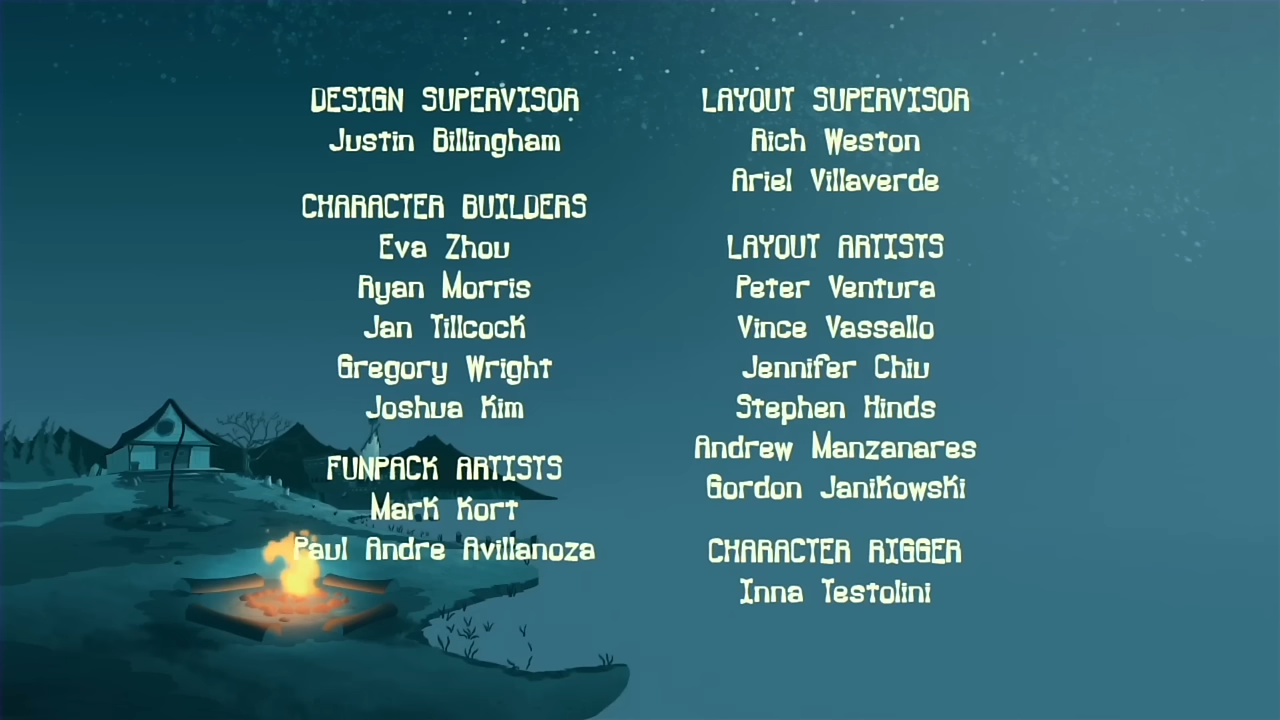 DESIGN SUPERVISOR
Justin Billingham
CHARACTER BUILDERS
Eva Zhou
Ryan Morris
Jan Tillcock
Gregory Wright
Joshua Kim
FUNPACK ARTISTS
Mark Kort
Paul Andre Avillanoza
LAYOUT SUPERVISOR
Rich Weston
Ariel Villaverde
LAYOUT ARTISTS
Peter Ventura
Vince Vassallo
Jennifer Chiu
Stephen Hinds
Andrew Manzanares
Gordon Janikowski
CHARACTER RIGGER
Inna Testolini